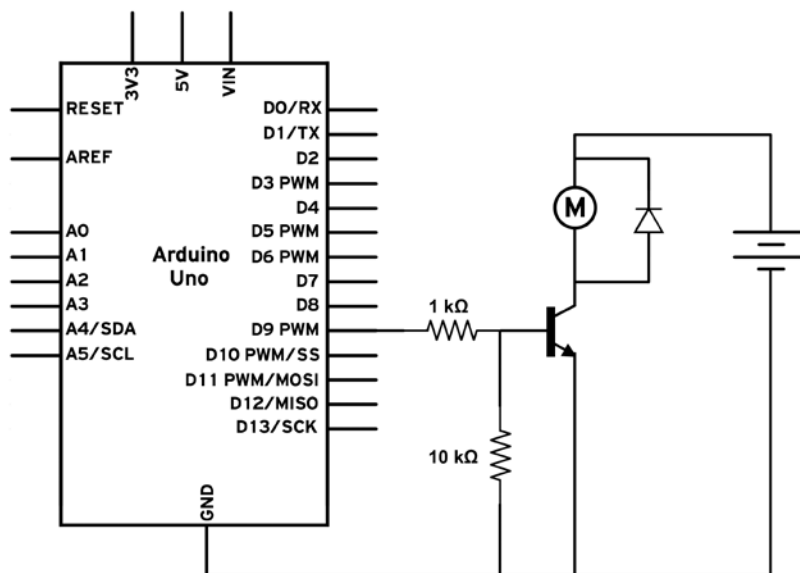 3V3
5V
VIN
RESET
AREF
A0
A1
A2
A3
A4/SDA
A5/SCL
Arduino
Uno
D0/RX
D1/TX
D2
D3 PWM
D4
D5 PWM
D6 PWM
D7
D8
D9 PWM
D10 PWM/SS
D11 PWM/MOSI
D12/MISO
D13/SCK
GND
1 kΩ
10 kΩ
M